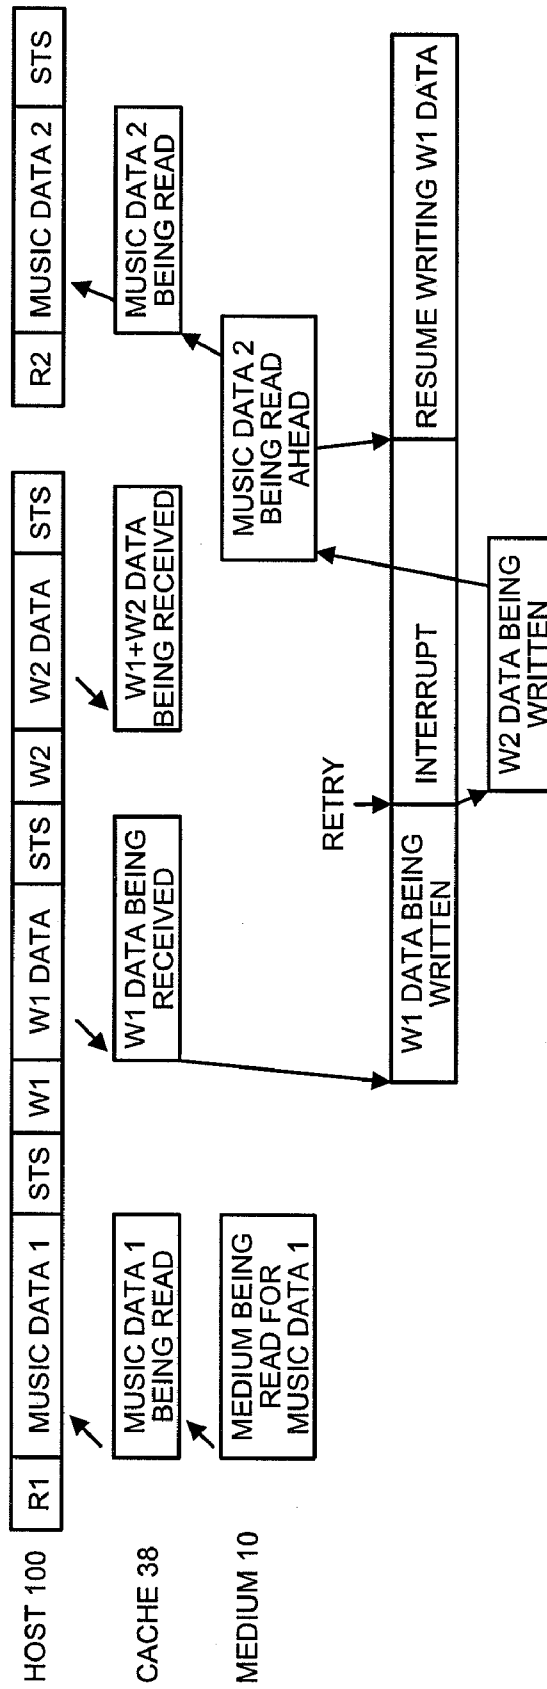 HOST 100
R1
MUSIC DATA 1
STS
W1
W1 DATA
STS
W2
W2 DATA
STS
R2
MUSIC DATA 2
STS
CACHE 38
MUSIC DATA 1
BEING READ
W1 DATA BEING
RECEIVED
W1+W2 DATA
BEING RECEIVED
MUSIC DATA 2
BEING READ
MEDIUM 10
MEDIUM BEING
READ FOR
MUSIC DATA 1
MUSIC DATA 2
BEING READ
AHEAD
RETRY
W1 DATA BEING
WRITTEN
INTERRUPT
RESUME WRITING W1 DATA
W2 DATA BEING
WRITTEN